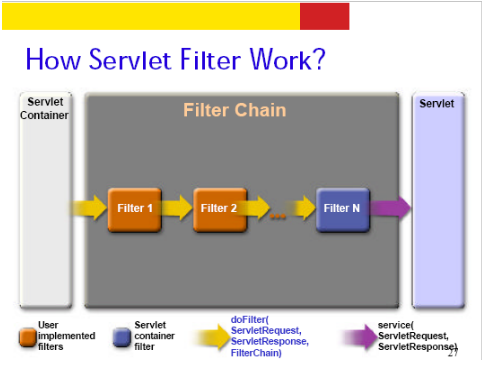 How Servlet Filter Work?
Servlet
Container
Filter Chain
Servlet
Filter 1
Filter 2
...
Filter N
User
implemented
filters
Servlet
container
filter
doFilter(
ServletRequest,
ServletResponse,
FilterChain)
service(
ServletRequest,
ServletResponse)
27